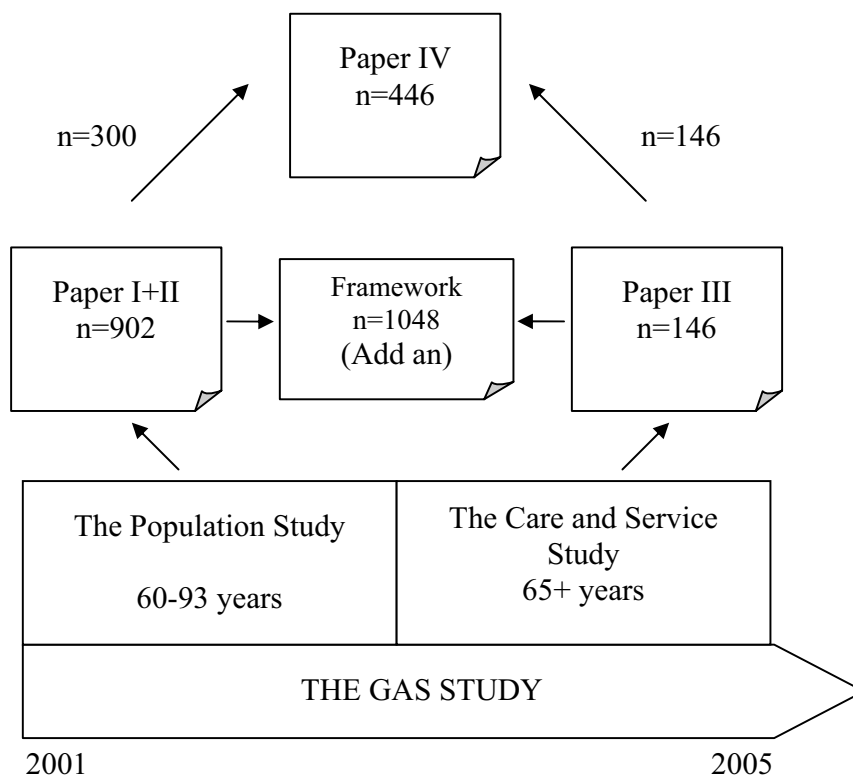 Paper IV
n=446
n=300
n=146
Paper I+II
n=902
Framework
n=1048
(Add an)
Paper III
n=146
The Population Study
60-93 years
The Care and Service
Study
65+ years
THE GAS STUDY
2001
2005